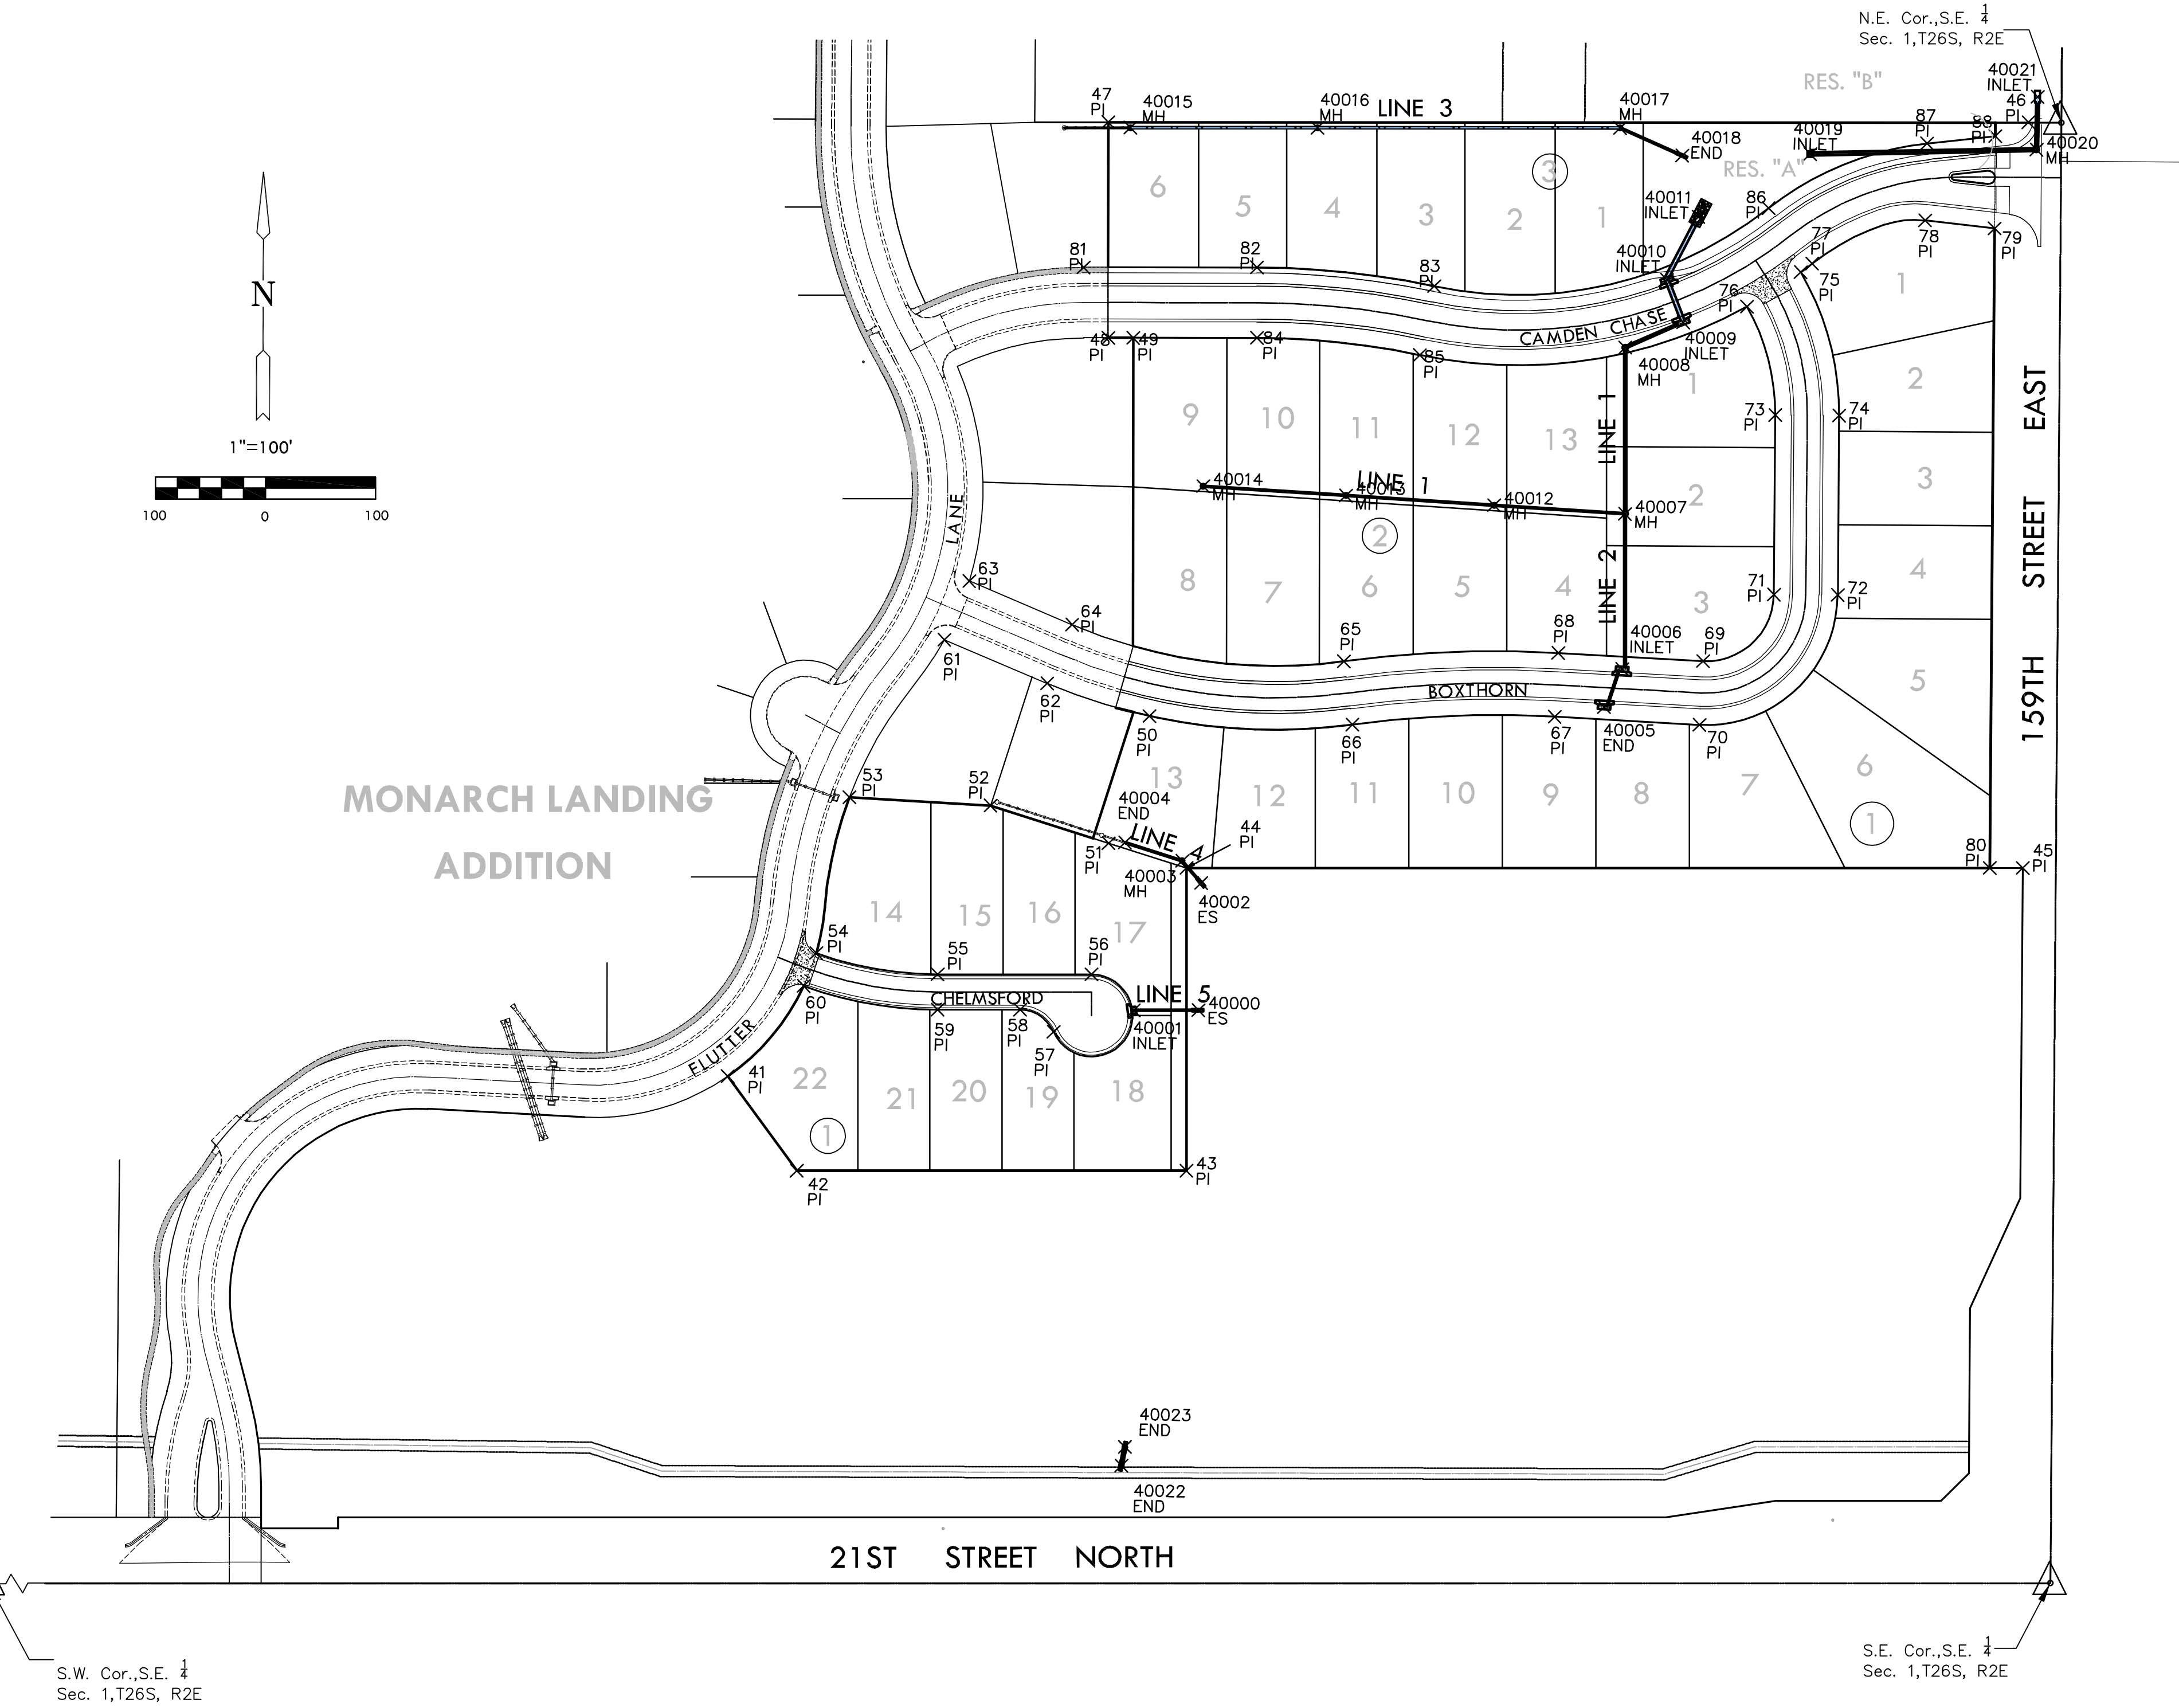 N.E. Cor.,S.E. 1/4
Sec. 1,T26S, R2E
RES. "B"
40021
INLET
46
PI
47
PI
40015
MH
40016
MH
LINE 3
40017
MH
40018
END
40019
INLET
87
PI
88
PI
40020
MH
RES. "A"
3
6
5
4
3
2
1
40011
INLET
86
PI
77
PI
78
PI
79
PI
81
PI
82
PI
83
PI
40010
INLET
75
PI
76
PI
1
N
1"=100'
100
0
100
48
PI
49
PI
84
PI
85
PI
CAMDEN CHASE
40009
INLET
40008
MH
1
2
9
10
11
12
13
LINE 1
73
PI
74
PI
159TH STREET EAST
LANE
40014
MH
LINE 1
40013
MH
40012
MH
40007
MH
2
3
2
8
7
6
5
4
LINE 2
71
PI
72
PI
3
4
63
PI
64
PI
61
PI
62
PI
65
PI
68
PI
40006
INLET
69
PI
5
BOXTHORN
50
PI
66
PI
67
PI
40005
END
70
PI
MONARCH LANDING
ADDITION
53
PI
52
PI
13
12
11
10
9
8
7
6
1
40004
END
LINE 4
44
PI
51
PI
40003
MH
40002
ES
80
PI
45
PI
14
15
16
17
54
PI
55
PI
56
PI
CHELMSFORD
LINE 5
40000
ES
40001
INLET
60
PI
59
PI
58
PI
57
PI
FLUTTER
41
PI
22
21
20
19
18
1
42
PI
43
PI
40023
END
40022
END
21ST STREET NORTH
S.W. Cor.,S.E. 1/4
Sec. 1,T26S, R2E
S.E. Cor.,S.E. 1/4
Sec. 1,T26S, R2E